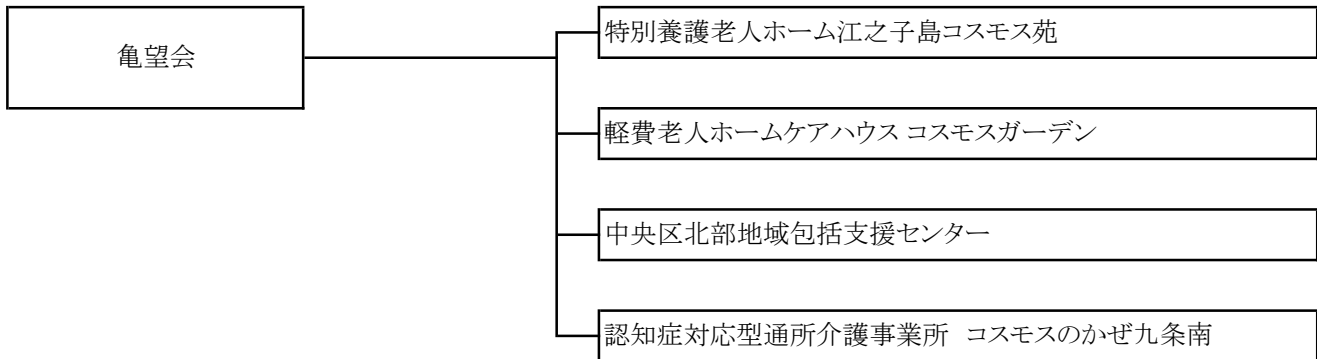 亀望会
特別養護老人ホーム江之子島コスモス苑
軽費老人ホームケアハウス コスモスガーデン
中央区北部地域包括支援センター
認知症対応型通所介護事業所 コスモスのかぜ九条南